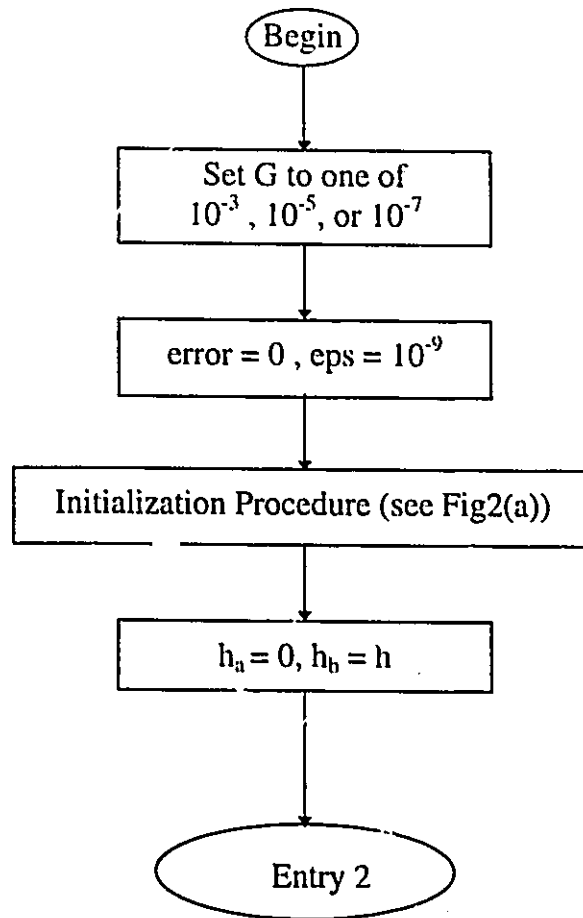 Begin
Set G to one of
10⁻³ , 10⁻⁵, or 10⁻⁷
error = 0 , eps = 10⁻⁹
Initialization Procedure (see Fig2(a))
hₐ = 0, h_b = h
Entry 2